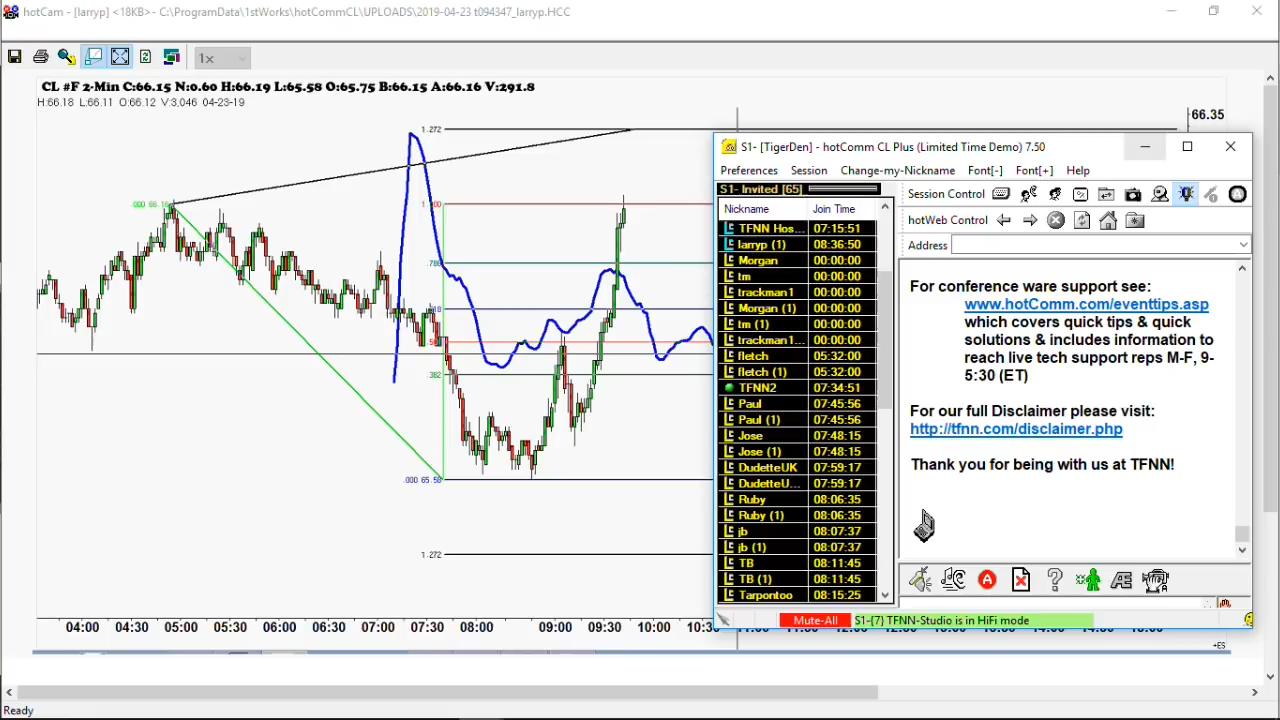 hotCam - [larryp] <18KB>- C:\ProgramData\1stWorks\hotCommCL\UPLOADS\2019-04-23 t094347_larryp.HCC
1x
CL #F 2-Min C:66.15 N:0.60 H:66.19 L:65.58 O:65.75 B:66.15 A:66.16 V:291.8
H:66.18 L:66.11 O:66.12 V:3,046 04-23-19
66.35
1.272
.786
.382
1.272
04:00 04:30 05:00 05:30 06:00 06:30 07:00 07:30 08:00 09:00 09:30 10:00 10:30
+ES
Ready
S1- [TigerDen] - hotComm CL Plus (Limited Time Demo) 7.50
Preferences Session Change-my-Nickname Font[-] Font[+] Help
S1- Invited [65]
Nickname Join Time
TFNN Hos... 07:15:51
larryp (1) 08:36:50
Morgan 00:00:00
tm 00:00:00
trackman1 00:00:00
Morgan (1) 00:00:00
tm (1) 00:00:00
trackman1... 00:00:00
fletch 05:32:00
fletch (1) 05:32:00
TFNN2 07:34:51
Paul 07:45:56
Paul (1) 07:45:56
Jose 07:48:15
Jose (1) 07:48:15
DudetteUK 07:59:17
DudetteU... 07:59:17
Ruby 08:06:35
Ruby (1) 08:06:35
jb 08:07:37
jb (1) 08:07:37
TB 08:11:45
TB (1) 08:11:45
Tarpontoo 08:15:25
Session Control
hotWeb Control
Address
For conference ware support see:
www.hotComm.com/eventtips.asp
which covers quick tips & quick
solutions & includes information to
reach live tech support reps M-F, 9-
5:30 (ET)
For our full Disclaimer please visit:
http://tfnn.com/disclaimer.php
Thank you for being with us at TFNN!
Mute-All S1-[7) TFNN-Studio is in HiFi mode